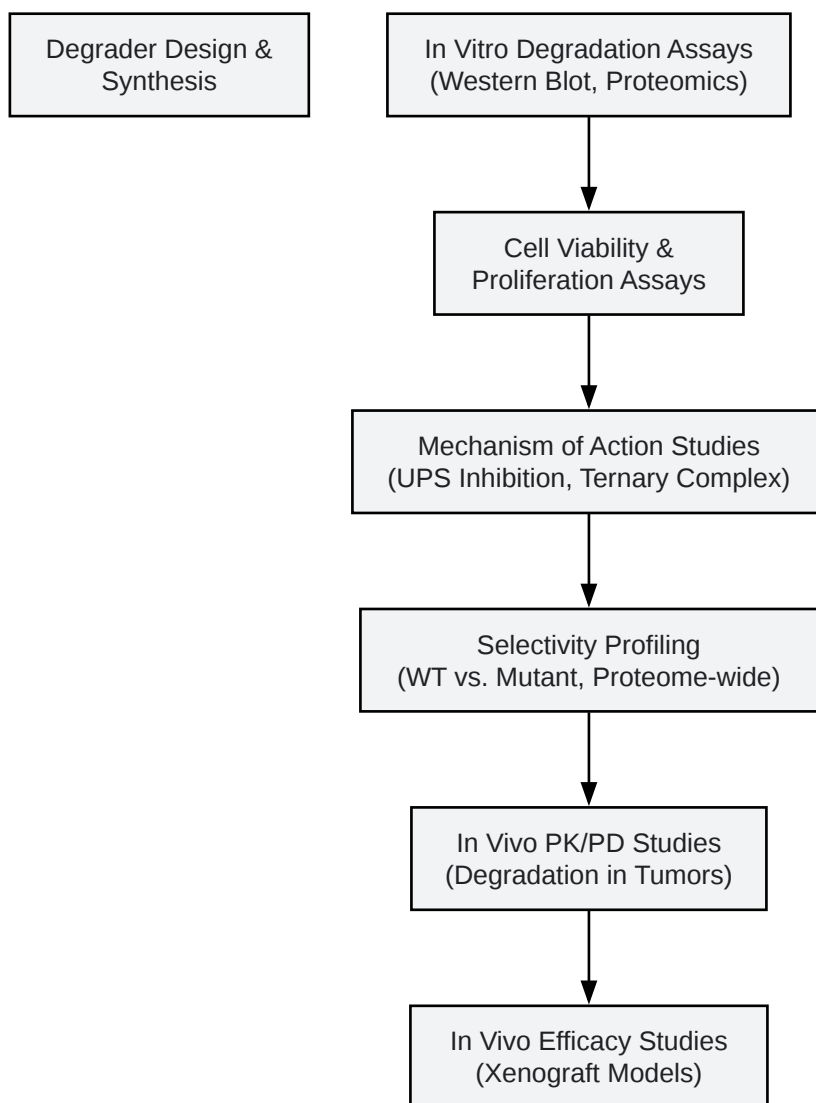 Degrader Design &
Synthesis
In Vitro Degradation Assays
(Western Blot, Proteomics)
Cell Viability &
Proliferation Assays
Mechanism of Action Studies
(UPS Inhibition, Ternary Complex)
Selectivity Profiling
(WT vs. Mutant, Proteome-wide)
In Vivo PK/PD Studies
(Degradation in Tumors)
In Vivo Efficacy Studies
(Xenograft Models)